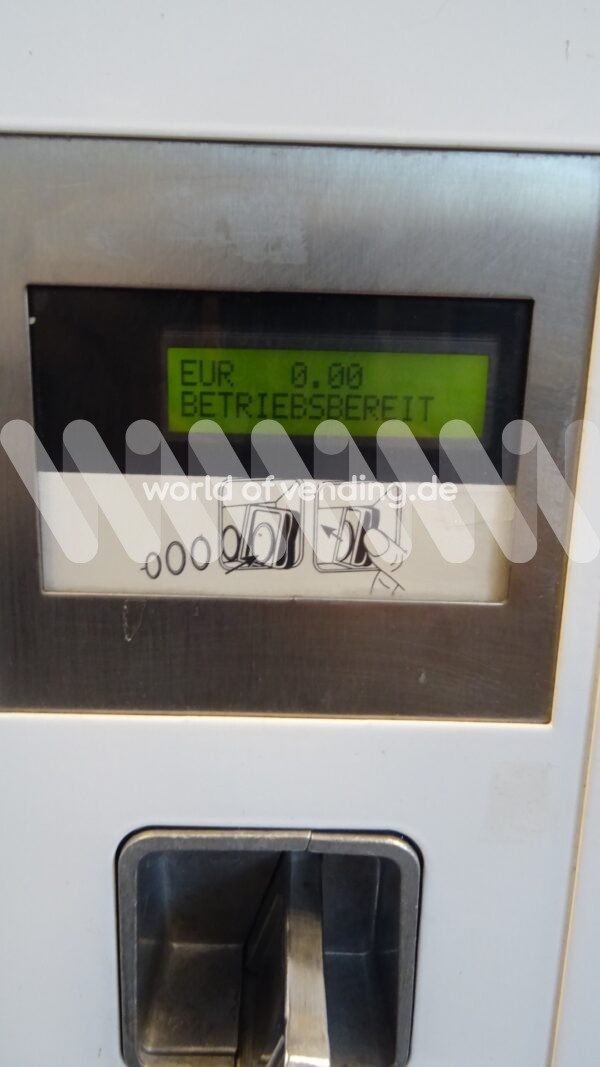 EUR 0.00
BETRIEBSBEREIT
world of vending.de